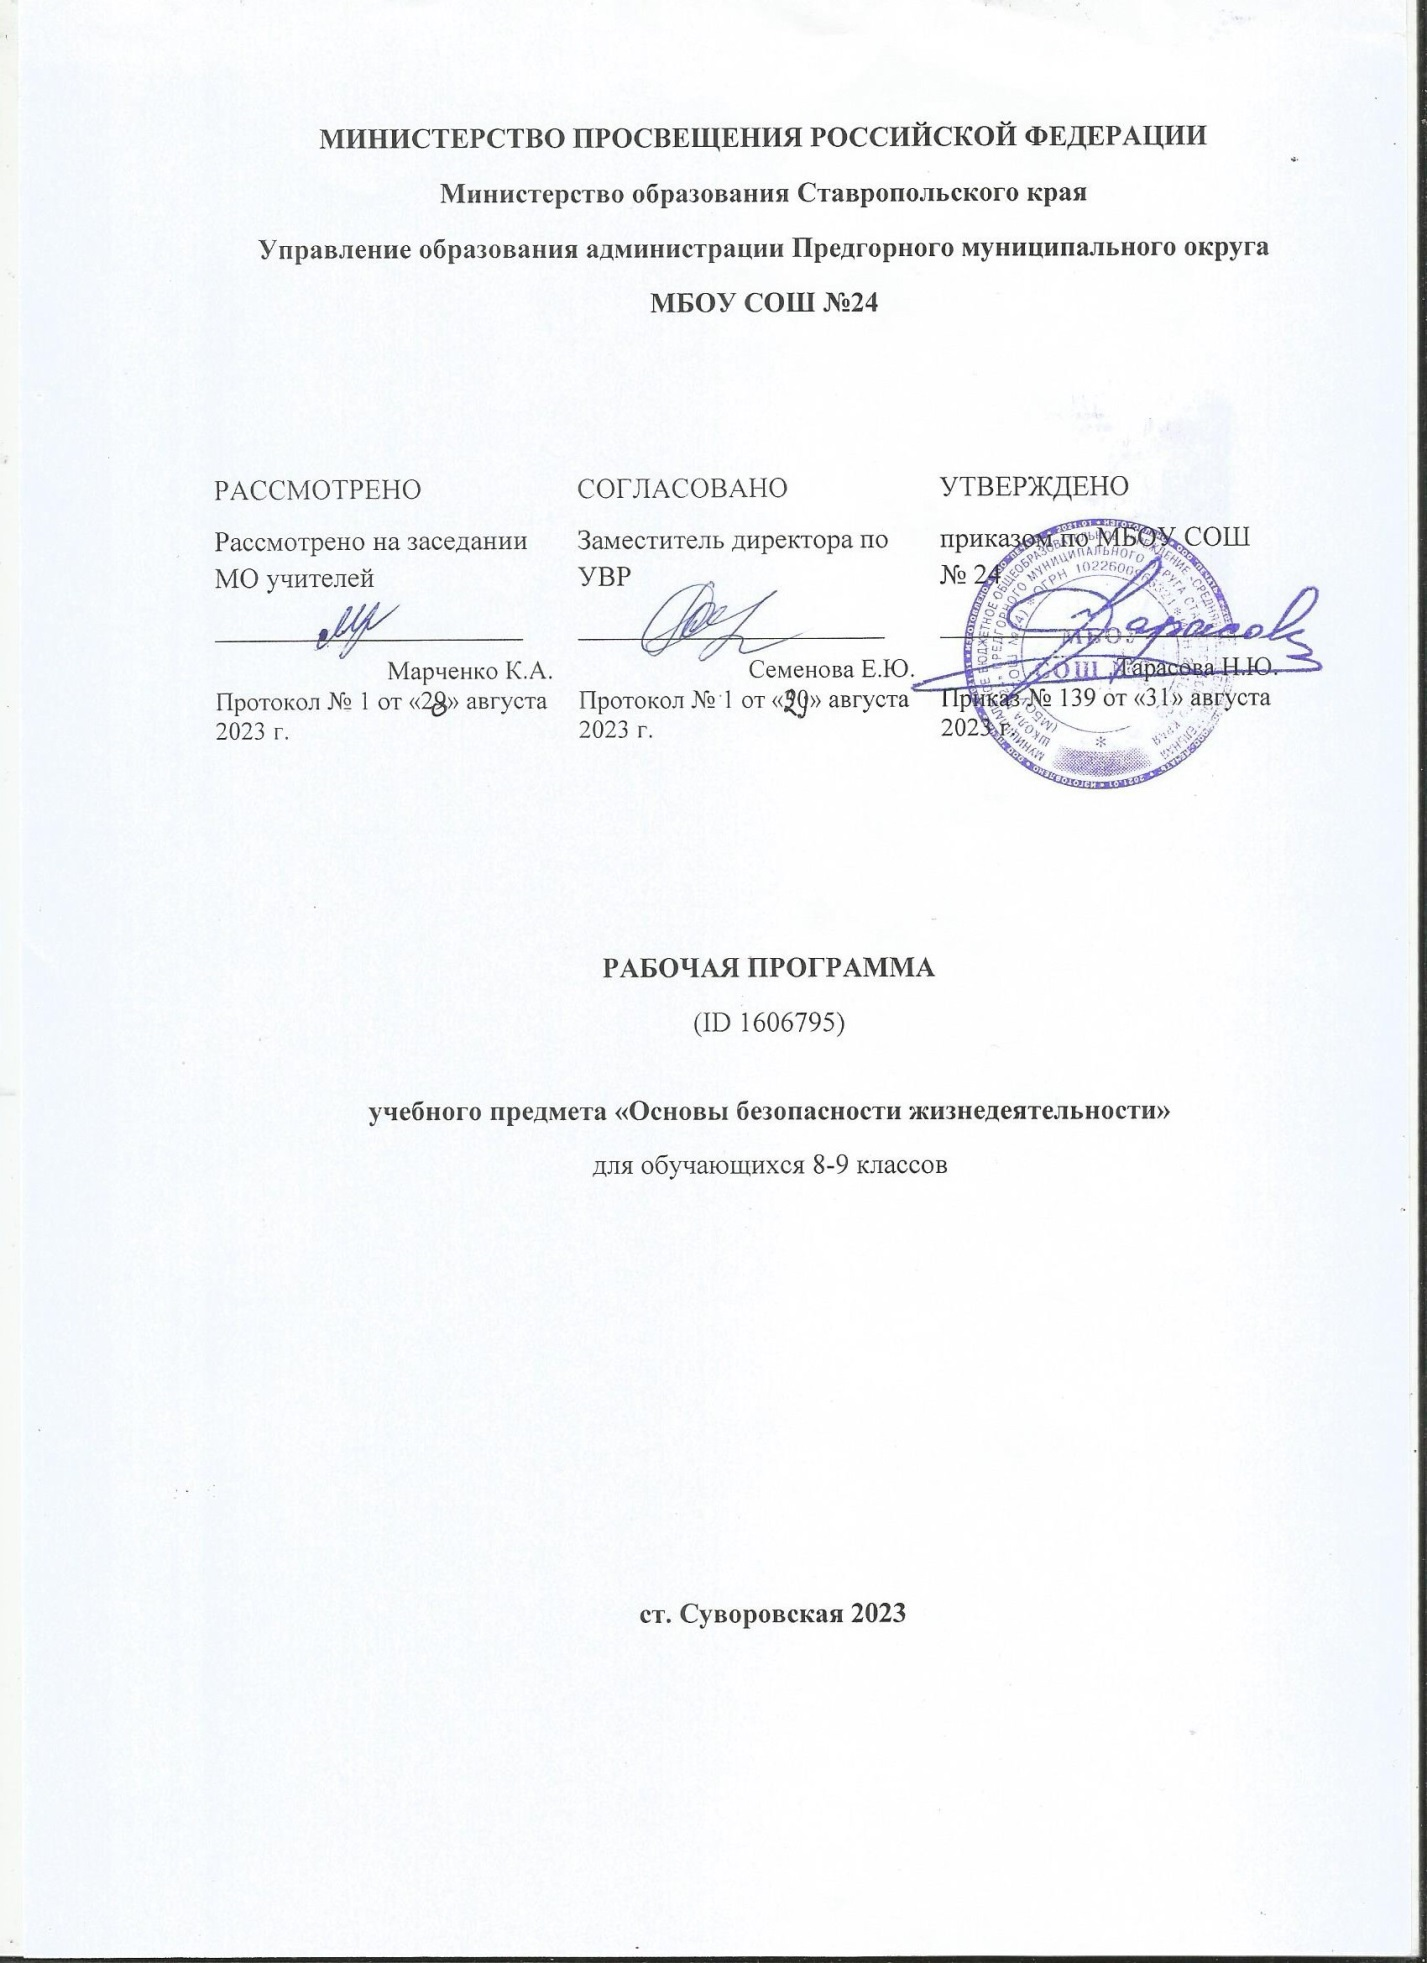 МИНИСТЕРСТВО ПРОСВЕЩЕНИЯ РОССИЙСКОЙ ФЕДЕРАЦИИ
Министерство образования Ставропольского края
Управление образования администрации Предгорного муниципального округа
МБОУ СОШ №24
РАССМОТРЕНО
Рассмотрено на заседании
МО учителей
Марченко К.А.
Протокол № 1 от «28» августа
2023 г.
СОГЛАСОВАНО
Заместитель директора по
УВР
Семенова Е.Ю.
Протокол № 1 от «29» августа
2023 г.
УТВЕРЖДЕНО
приказом по МБОУ СОШ
№ 24
Тарасова Н.Ю.
Приказ № 139 от «31» августа
2023 г.
МБОУ
СОШ №
РАБОЧАЯ ПРОГРАММА
(ID 1606795)
учебного предмета «Основы безопасности жизнедеятельности»
для обучающихся 8-9 классов
ст. Суворовская 2023